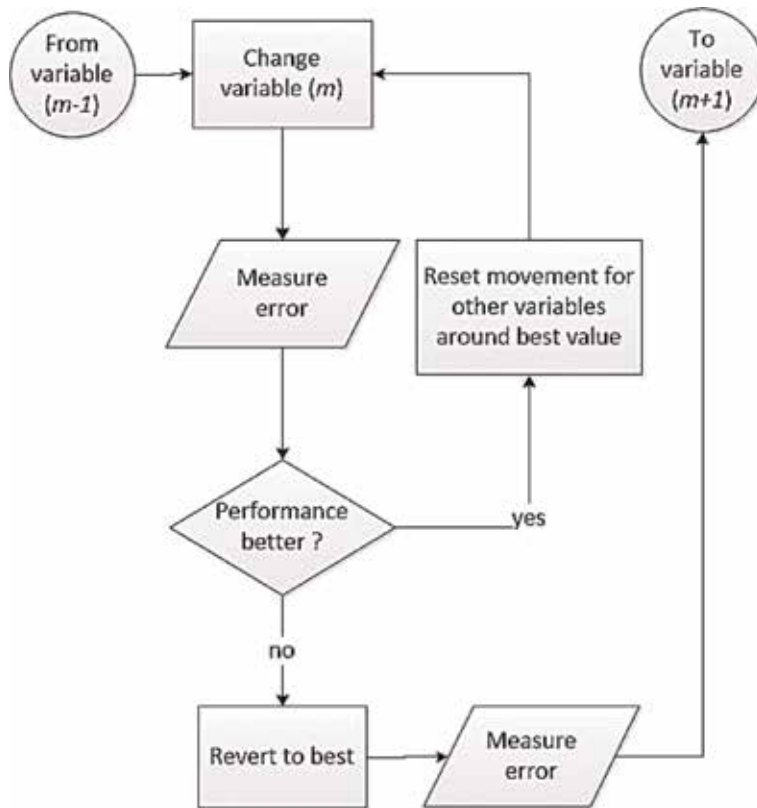 From
variable
(m-1)
Change
variable (m)
To
variable
(m+1)
Measure
error
Reset movement for
other variables
around best value
Performance
better ?
yes
no
Revert to best
Measure
error